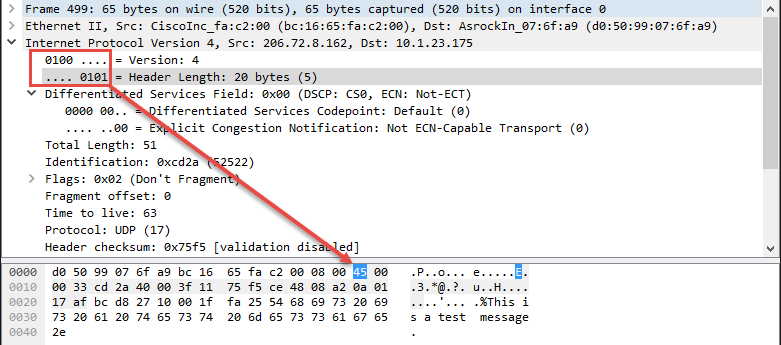 Frame 499: 65 bytes on wire (520 bits), 65 bytes captured (520 bits) on interface 0
Ethernet II, Src: CiscoInc_fa:c2:00 (bc:16:65:fa:c2:00), Dst: AsrockIn_07:6f:a9 (d0:50:99:07:6f:a9)
Internet Protocol Version 4, Src: 206.72.8.162, Dst: 10.1.23.175
0100 .... = Version: 4
.... 0101 = Header Length: 20 bytes (5)
Differentiated Services Field: 0x00 (DSCP: CS0, ECN: Not-ECT)
0000 00.. = Differentiated Services Codepoint: Default (0)
.... ..00 = Explicit Congestion Notification: Not ECN-Capable Transport (0)
Total Length: 51
Identification: 0xcd2a (52522)
Flags: 0x02 (Don't Fragment)
Fragment offset: 0
Time to live: 63
Protocol: UDP (17)
Header checksum: 0x75f5 [validation disabled]
0000 d0 50 99 07 6f a9 bc 16 65 fa c2 00 08 00 45 00 .P..o... e.....E.
0010 00 33 cd 2a 40 00 3f 11 75 f5 ce 48 08 a2 0a 01 .3.*@.?. u..H....
0020 17 af bc d8 27 10 00 1f fa 25 54 68 69 73 20 69 ....'... .%This i
0030 73 20 61 20 74 65 73 74 20 6d 65 73 73 61 67 65 s a test message
0040 2e .